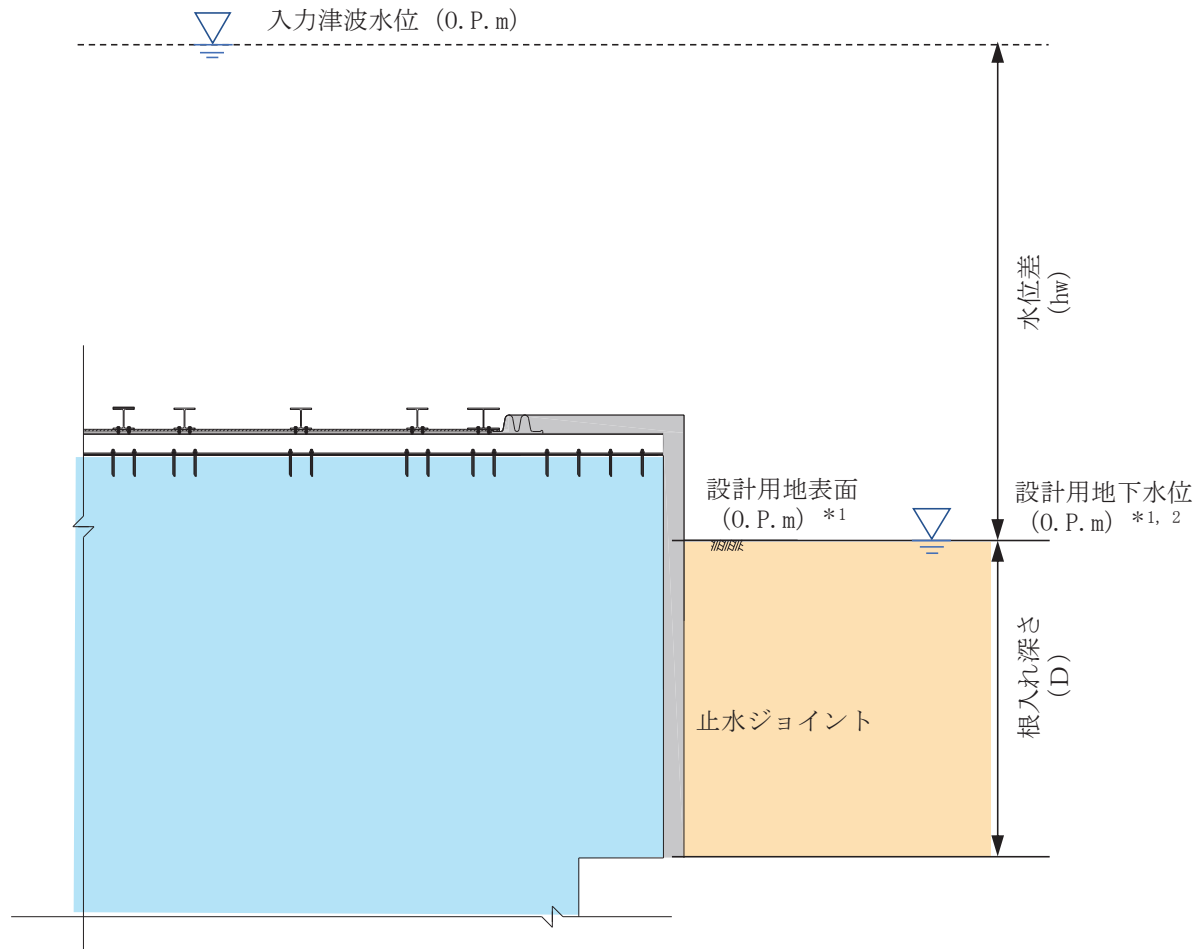 入力津波水位 (O.P.m)
水位差
(hw)
設計用地表面
(O.P.m) *1
設計用地下水位
(O.P.m) *1, 2
根入れ深さ
(D)
止水ジョイント